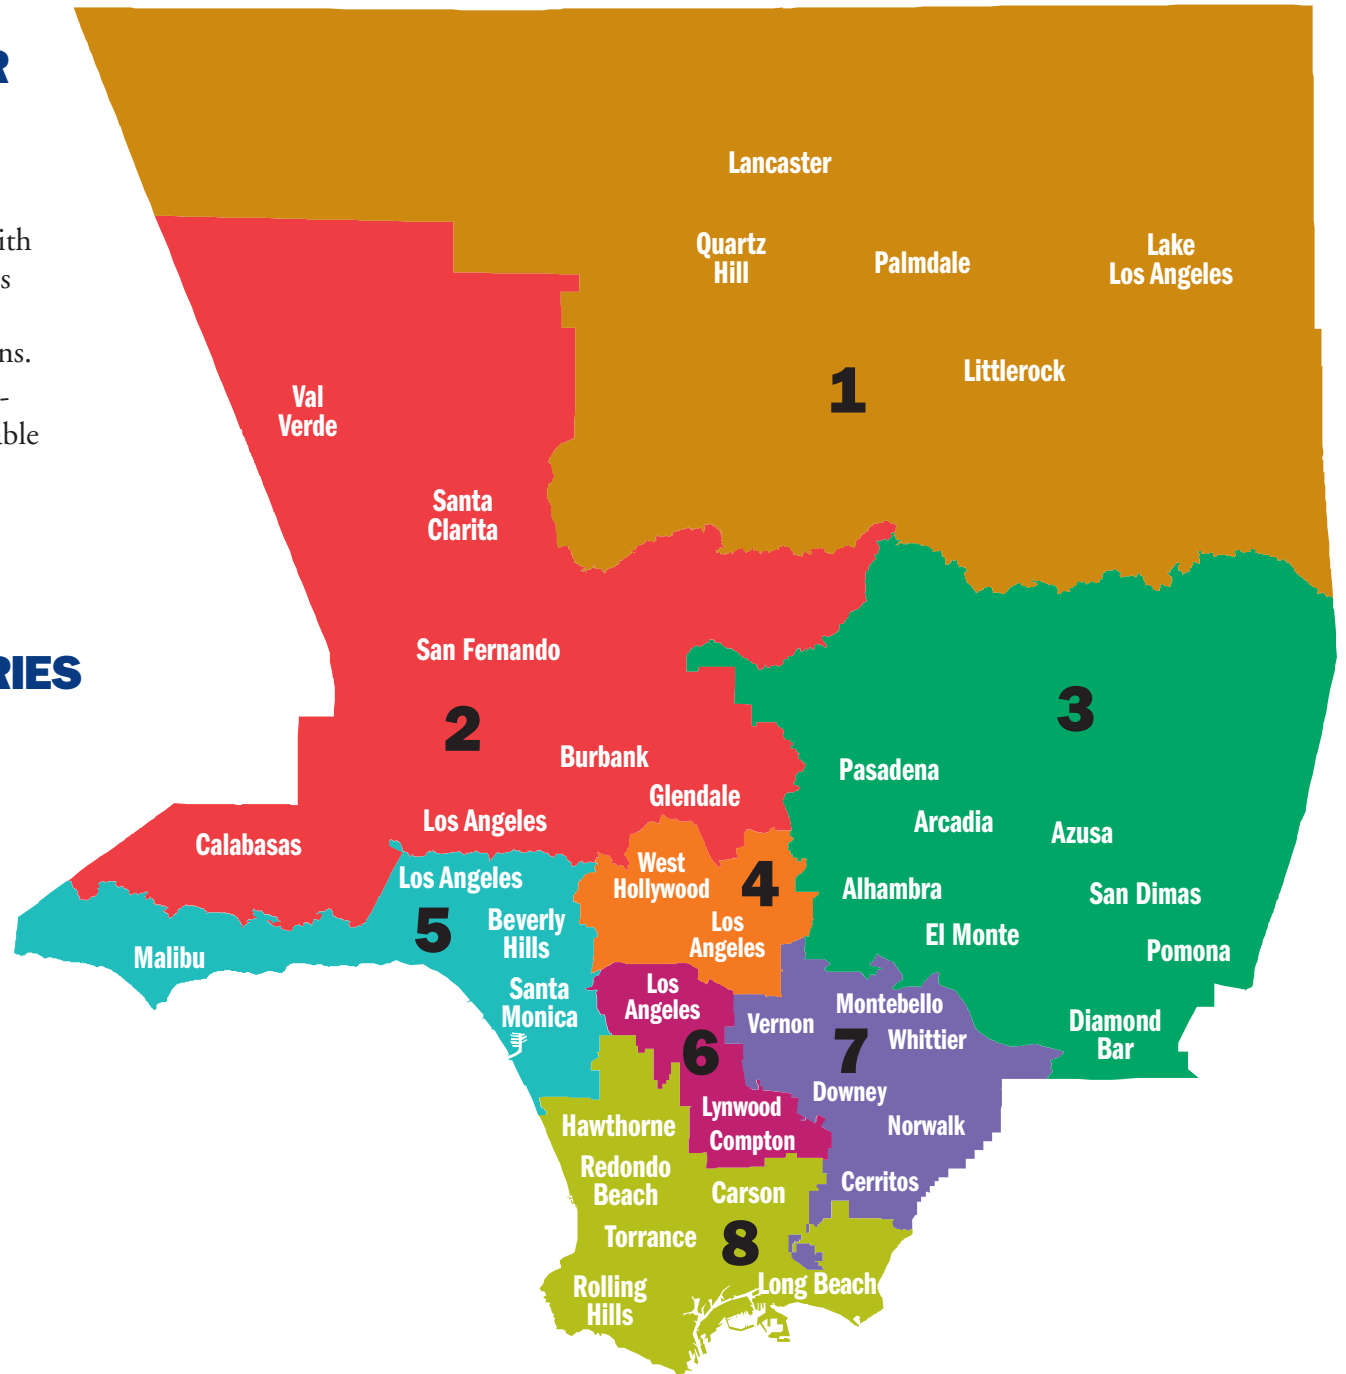 R
ith
s
ns.
-
able
RIES
Lancaster
Quartz
Hill
Palmdale
Lake
Los Angeles
1
Littlerock
Val
Verde
Santa
Clarita
San Fernando
2
Burbank
Glendale
Los Angeles
Calabasas
3
Pasadena
Arcadia
Azusa
Alhambra
San Dimas
El Monte
Pomona
Diamond
Bar
West
Hollywood
4
Los
Angeles
Los Angeles
5
Beverly
Hills
Malibu
Santa
Monica
Los
Angeles
6
Lynwood
Compton
Montebello
Vernon
7
Whittier
Downey
Norwalk
Cerritos
Hawthorne
Redondo
Beach
Carson
Torrance
8
Rolling
Hills
Long Beach